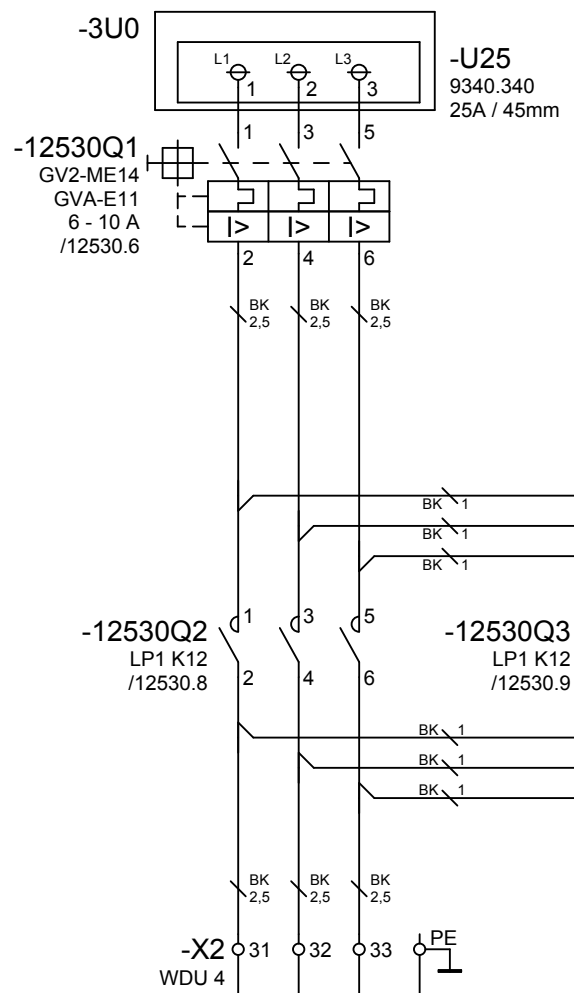 -3U0
L1 L2 L3
1 2 3
-U25
9340.340
25A / 45mm
1 3 5
-12530Q1
GV2-ME14
GVA-E11
6 - 10 A
/12530.6
I> I> I>
2 4 6
BK BK BK
2,5 2,5 2,5
BK 1
BK 1
BK 1
1 3 5
-12530Q2
LP1 K12
/12530.8
2 4 6
-12530Q3
LP1 K12
/12530.9
BK 1
BK 1
BK 1
BK BK BK
2,5 2,5 2,5
-X2 31 32 33 PE
WDU 4